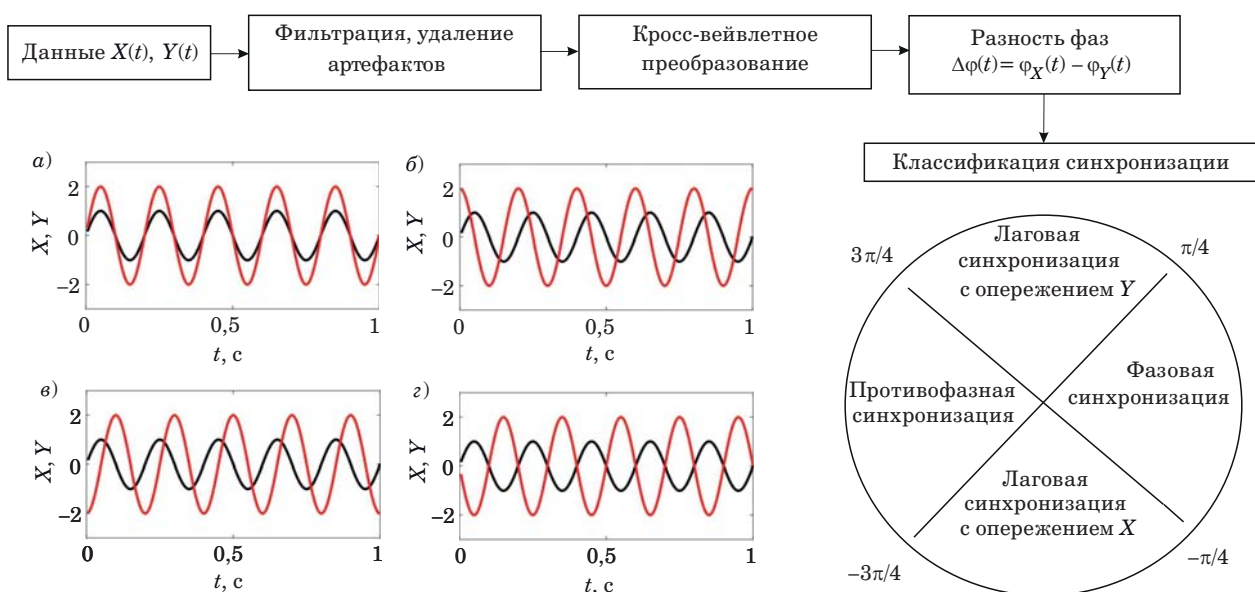 Данные X(t), Y(t)
Фильтрация, удаление
артефактов
Кросс-вейвлетное
преобразование
Разность фаз
Δφ(t) = φX(t) – φY(t)
Классификация синхронизации
а)
X, Y
2
0
–2
0
0,5
1
t, с
б)
X, Y
2
0
–2
0
0,5
1
t, с
в)
X, Y
2
0
–2
0
0,5
1
t, с
г)
X, Y
2
0
–2
0
0,5
1
t, с
3π/4
π/4
Лаговая
синхронизация
с опережением Y
Противофазная
синхронизация
Фазовая
синхронизация
Лаговая
синхронизация
с опережением X
–3π/4
–π/4